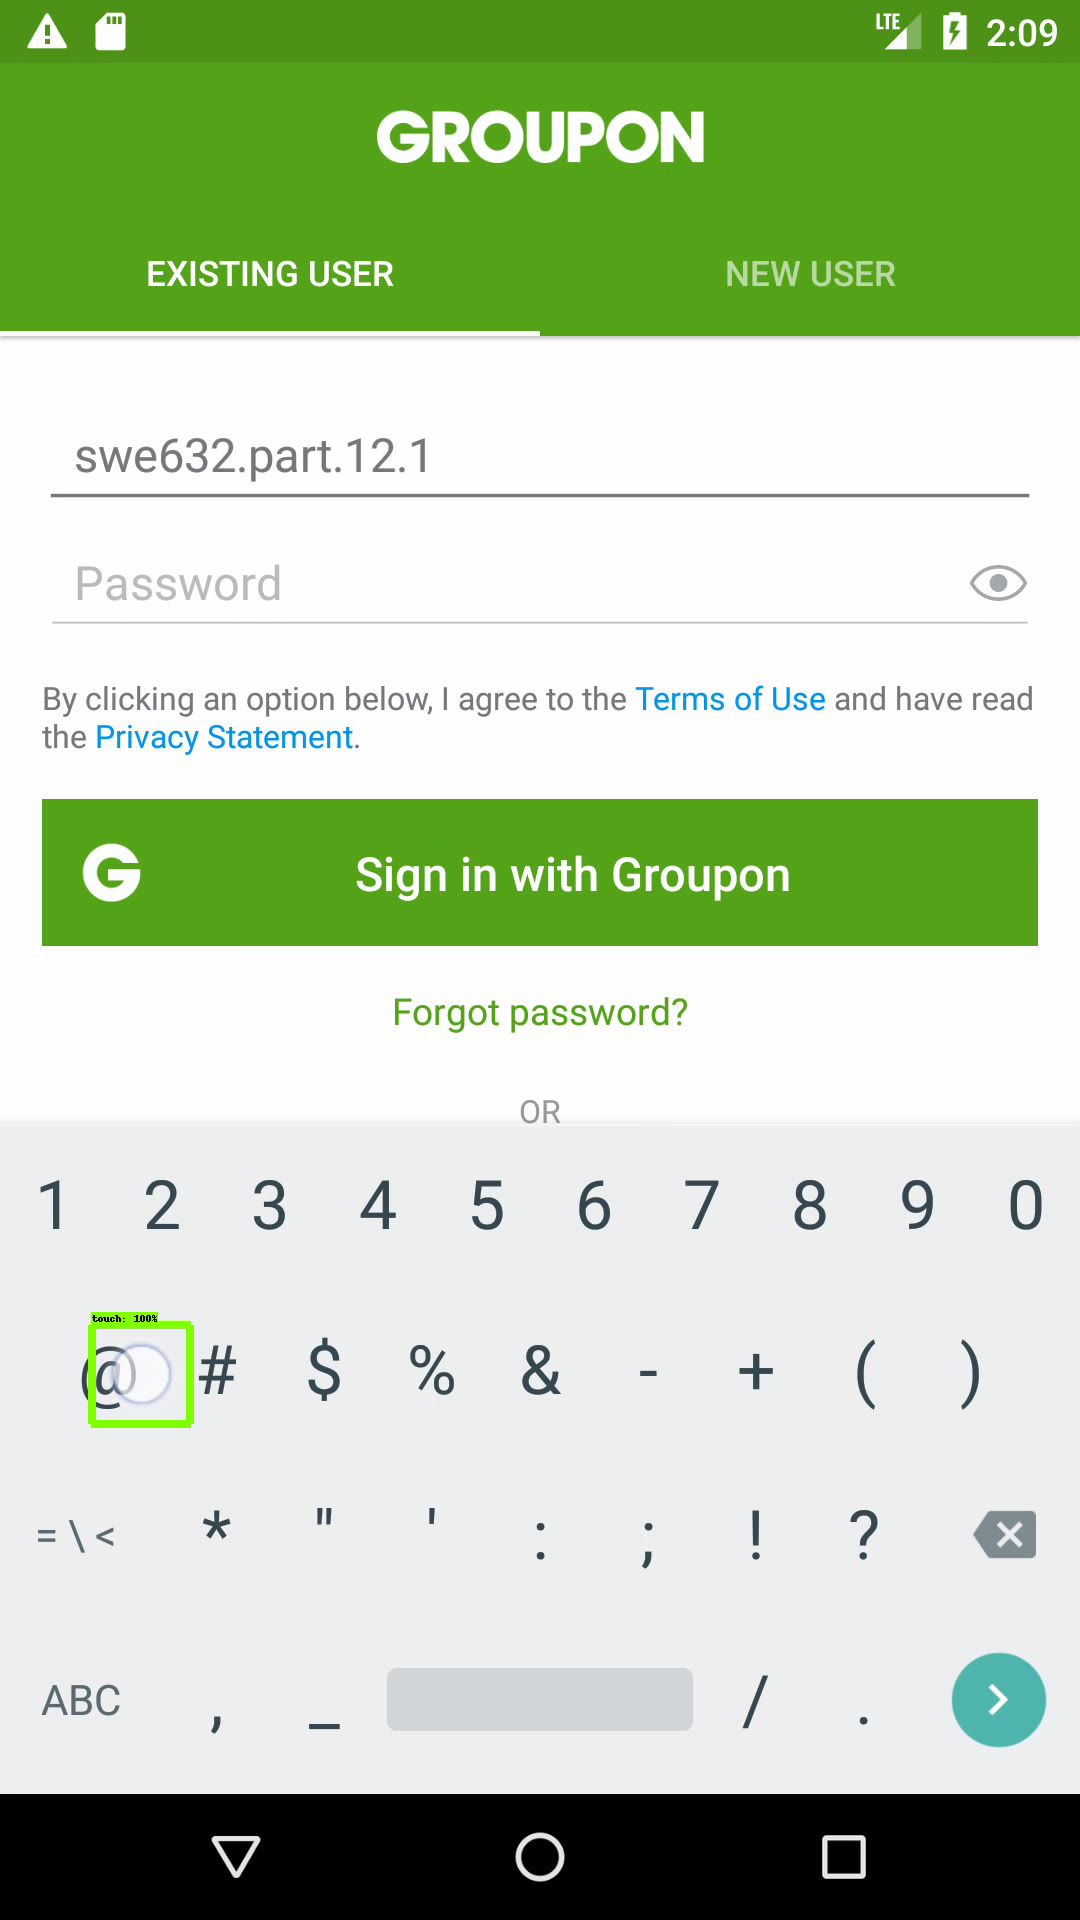 LTE 2:09
GROUPON
EXISTING USER NEW USER
swe632.part.12.1
Password
By clicking an option below, I agree to the Terms of Use and have read
the Privacy Statement.
G Sign in with Groupon
Forgot password?
OR
1 2 3 4 5 6 7 8 9 0
touch: 100%
@ # $ % & - + ( )
= \ < * " ' : ; ! ?
ABC , _ / .